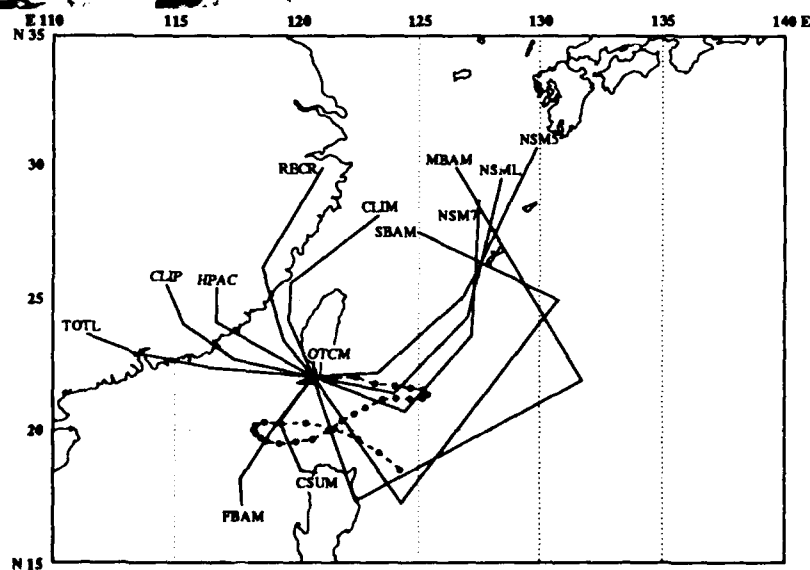 E 110 115 120 125 130 135 140 E
N 35
30
25
20
N 15
NSM5
MBAM
NSML
RECR
CLIM
NSM7
SBAM
CLIP
HPAC
TOTL
OTCM
CSUM
FBAM